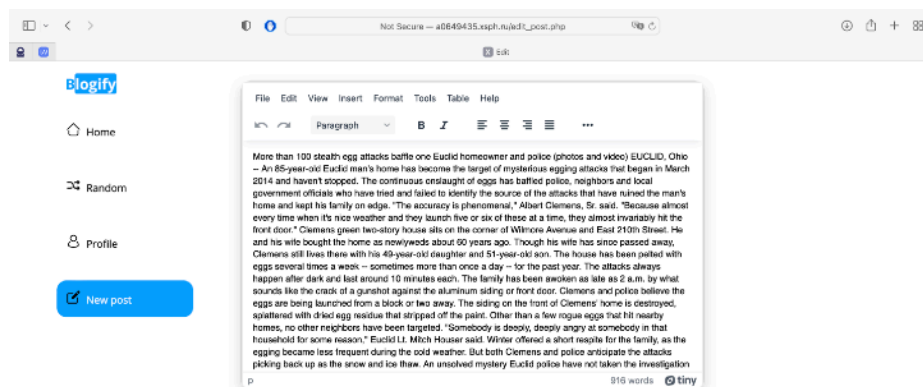 Not Secure — a0649435.xsph.ru/edit_post.php
Edit
Blogify
Home
Random
Profile
New post
File Edit View Insert Format Tools Table Help
Paragraph B I
More than 100 stealth egg attacks baffle one Euclid homeowner and police (photos and video) EUCLID, Ohio
-- An 85-year-old Euclid man's home has become the target of mysterious egging attacks that began in March
2014 and haven't stopped. The continuous onslaught of eggs has baffled police, neighbors and local
government officials who have tried and failed to identify the source of the attacks that have ruined the man's
home and kept his family on edge. "The accuracy is phenomenal," Albert Clemens, Sr. said. "Because almost
every time when it's nice weather and they launch five or six of these at a time, they almost invariably hit the
front door." Clemens green two-story house sits on the corner of Wilmore Avenue and East 210th Street. He
and his wife bought the home as newlyweds about 60 years ago. Though his wife has since passed away,
Clemens still lives there with his 49-year-old daughter and 51-year-old son. The house has been pelted with
eggs several times a week -- sometimes more than once a day -- for the past year. The attacks always
happen after dark and last around 10 minutes each. The family has been awoken as late as 2 a.m. by what
sounds like the crack of a gunshot against the aluminum siding or front door. Clemens and police believe the
eggs are being launched from a block or two away. The siding on the front of Clemens' home is destroyed,
splattered with dried egg residue that stripped off the paint. Other than a few rogue eggs that hit nearby
homes, no other neighbors have been targeted. "Somebody is deeply, deeply angry at somebody in that
household for some reason," Euclid Lt. Mitch Houser said. Winter offered a short respite for the family, as the
egging became less frequent during the cold weather. But both Clemens and police anticipate the attacks
picking back up as the snow and ice thaw. An unsolved mystery Euclid police have not taken the investigation
p 916 words tiny